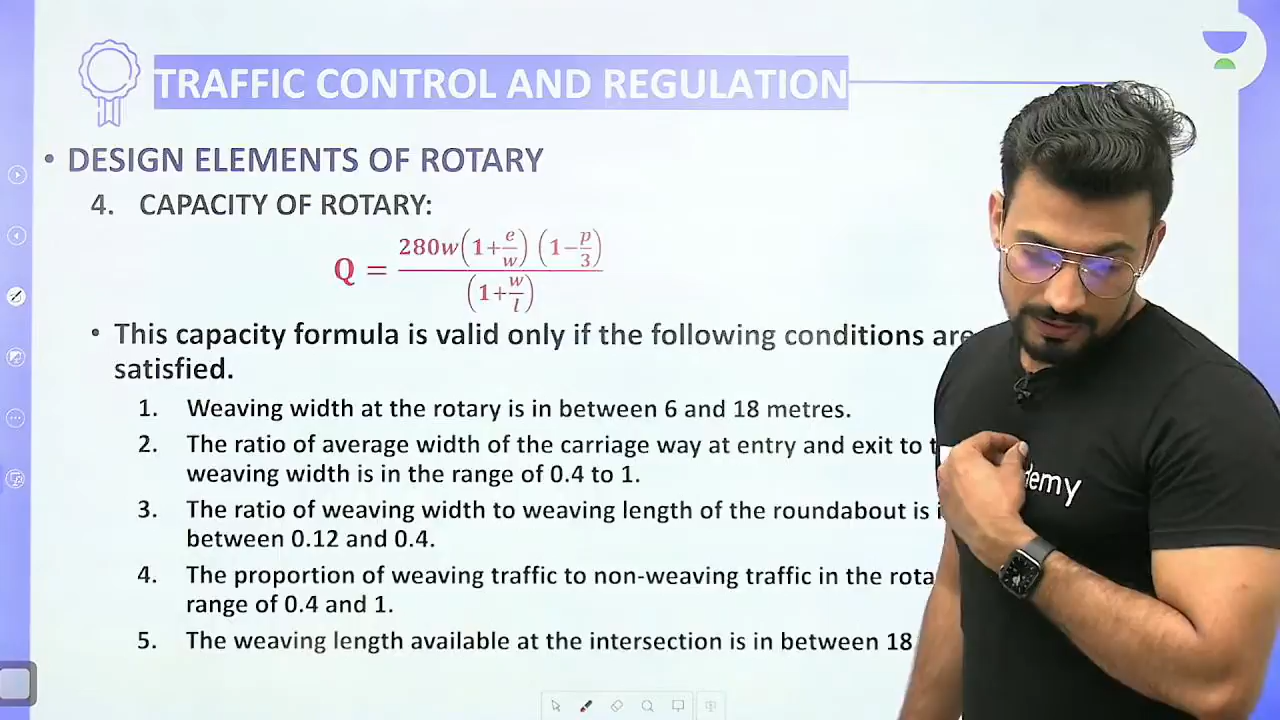 TRAFFIC CONTROL AND REGULATION
• DESIGN ELEMENTS OF ROTARY
4. CAPACITY OF ROTARY:
Q = 280w(1+e/w)(1−p/3) / (1+w/l)
• This capacity formula is valid only if the following conditions are
satisfied.
1. Weaving width at the rotary is in between 6 and 18 metres.
2. The ratio of average width of the carriage way at entry and exit to
weaving width is in the range of 0.4 to 1.
3. The ratio of weaving width to weaving length of the roundabout is
between 0.12 and 0.4.
4. The proportion of weaving traffic to non-weaving traffic in the
range of 0.4 and 1.
5. The weaving length available at the intersection is in between 18